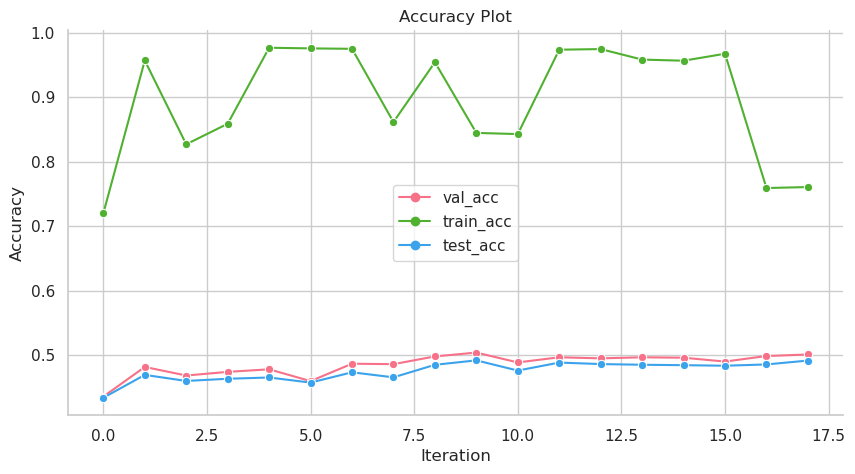 Accuracy Plot
1.0
0.9
0.8
0.7
0.6
0.5
Accuracy
val_acc
train_acc
test_acc
0.0 2.5 5.0 7.5 10.0 12.5 15.0 17.5
Iteration